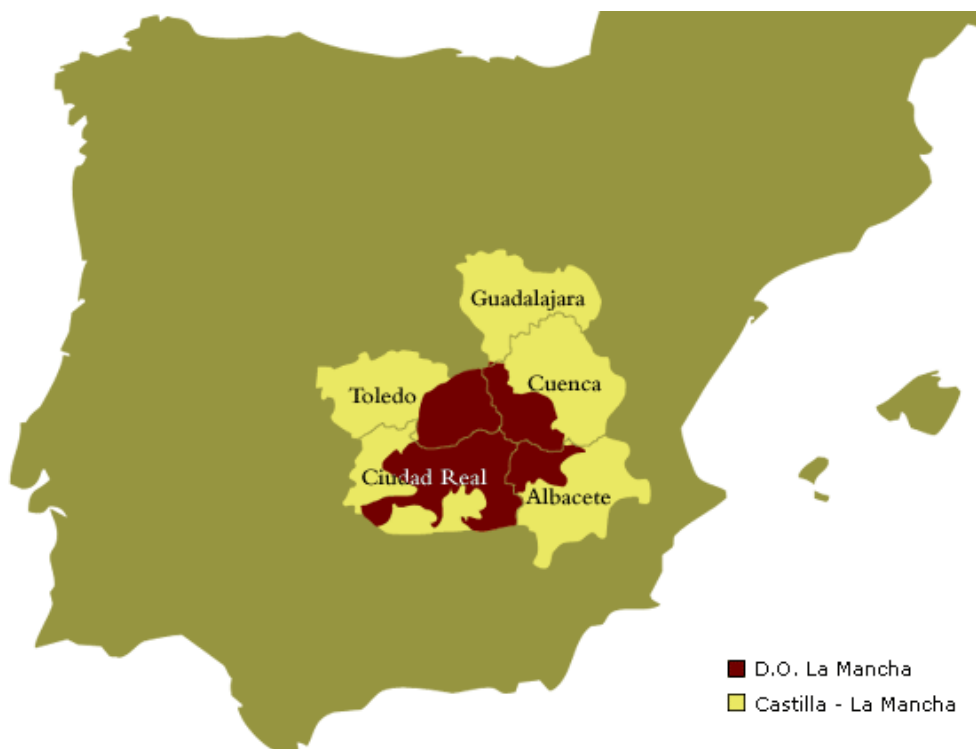 Guadalajara
Toledo
Cuenca
Ciudad Real
Albacete
D.O. La Mancha
Castilla - La Mancha